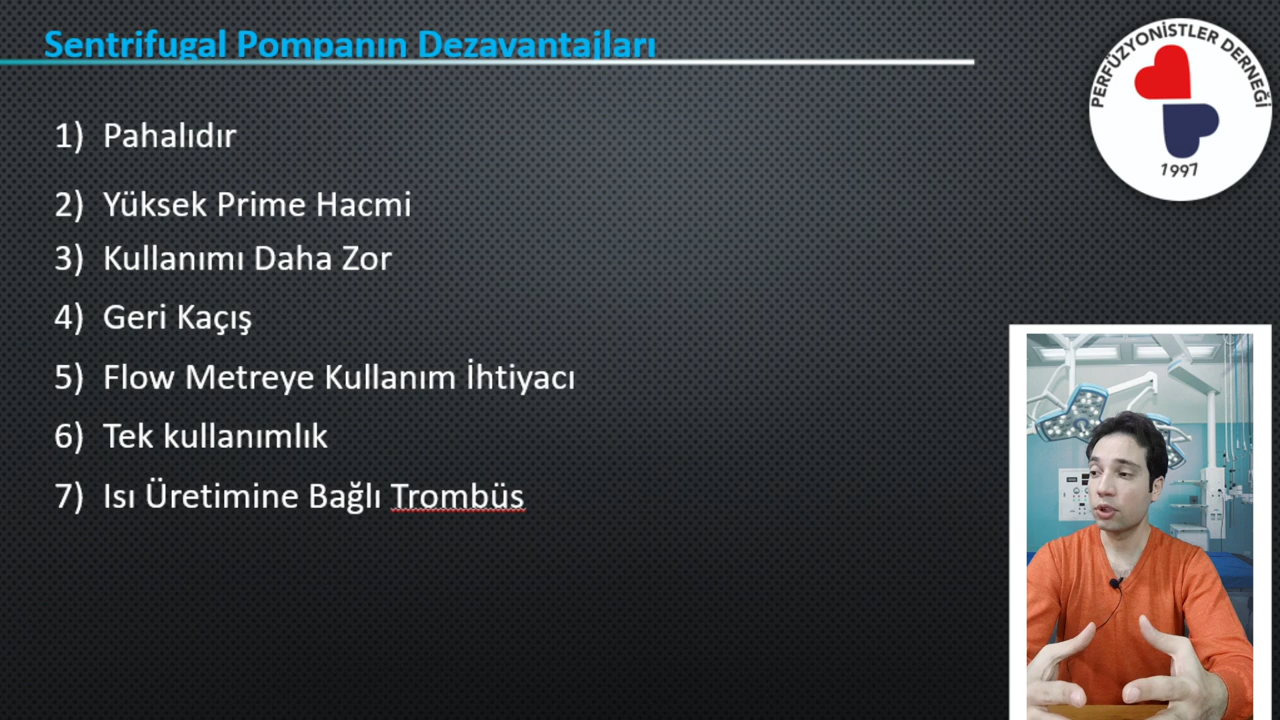 Sentrifugal Pompanın Dezavantajları
PERFÜZYONİSTLER DERNEĞİ
1997
1) Pahalıdır
2) Yüksek Prime Hacmi
3) Kullanımı Daha Zor
4) Geri Kaçış
5) Flow Metreye Kullanım İhtiyacı
6) Tek kullanımlık
7) Isı Üretimine Bağlı Trombüs